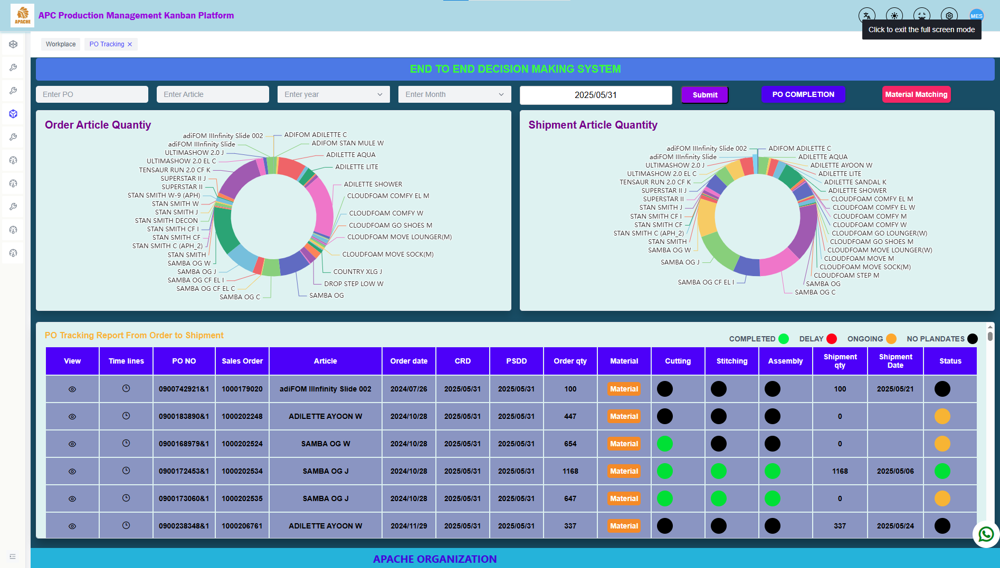 APACHE
APC Production Management Kanban Platform
MES
Click to exit the full screen mode
Workplace
PO Tracking
END TO END DECISION MAKING SYSTEM
Enter PO
Enter Article
Enter year
Enter Month
2025/05/31
Submit
PO COMPLETION
Material Matching
Order Article Quantiy
adiFOM IIInfinity Slide 002
adiFOM IIInfinity Slide
ULTIMASHOW 2.0 J
ULTIMASHOW 2.0 EL C
TENSAUR RUN 2.0 CF K
SUPERSTAR II J
SUPERSTAR II
STAN SMITH W-9 (APH)
STAN SMITH W
STAN SMITH J
STAN SMITH DECON
STAN SMITH CF I
STAN SMITH CF
STAN SMITH C (APH_2)
STAN SMITH
SAMBA OG W
SAMBA OG J
SAMBA OG CF EL I
SAMBA OG CF EL C
SAMBA OG C
ADIFOM ADILETTE C
ADIFOM STAN MULE W
ADILETTE AQUA
ADILETTE LITE
ADILETTE SHOWER
CLOUDFOAM COMFY EL M
CLOUDFOAM COMFY W
CLOUDFOAM GO SHOES M
CLOUDFOAM MOVE LOUNGER(M)
CLOUDFOAM MOVE SOCK(M)
COUNTRY XLG J
DROP STEP LOW W
SAMBA OG
Shipment Article Quantity
adiFOM IIInfinity Slide 002
adiFOM IIInfinity Slide
ULTIMASHOW 2.0 J
ULTIMASHOW 2.0 EL C
TENSAUR RUN 2.0 CF K
SUPERSTAR II J
SUPERSTAR II
STAN SMITH J
STAN SMITH CF I
STAN SMITH CF
STAN SMITH C (APH_2)
STAN SMITH
SAMBA OG W
SAMBA OG J
SAMBA OG CF EL I
ADIFOM ADILETTE C
ADILETTE AQUA
ADILETTE AYOON W
ADILETTE LITE
ADILETTE SANDAL K
ADILETTE SHOWER
CLOUDFOAM COMFY EL M
CLOUDFOAM COMFY EL W
CLOUDFOAM COMFY M
CLOUDFOAM COMFY W
CLOUDFOAM GO LOUNGER(W)
CLOUDFOAM GO SHOES M
CLOUDFOAM MOVE LOUNGER(W)
CLOUDFOAM MOVE M
CLOUDFOAM MOVE SOCK(M)
CLOUDFOAM STEP M
SAMBA OG
SAMBA OG C
PO Tracking Report From Order to Shipment
COMPLETED DELAY ONGOING NO PLANDATES
View Time lines PO NO Sales Order Article Order date CRD PSDD Order qty Material Cutting Stitching Assembly Shipment qty Shipment Date Status
0900742921&1 1000179020 adiFOM IIInfinity Slide 002 2024/07/26 2025/05/31 2025/05/31 100 Material 100 2025/05/21
0900183890&1 1000202248 ADILETTE AYOON W 2024/10/28 2025/05/31 2025/05/31 447 Material 0
0900168979&1 1000202524 SAMBA OG W 2024/10/28 2025/05/31 2025/05/31 654 Material 0
0900172453&1 1000202534 SAMBA OG J 2024/10/28 2025/05/31 2025/05/31 1168 Material 1168 2025/05/06
0900173060&1 1000202535 SAMBA OG J 2024/10/28 2025/05/31 2025/05/31 647 Material 0
0900238348&1 1000206761 ADILETTE AYOON W 2024/11/29 2025/05/31 2025/05/31 337 Material 337 2025/05/24
APACHE ORGANIZATION